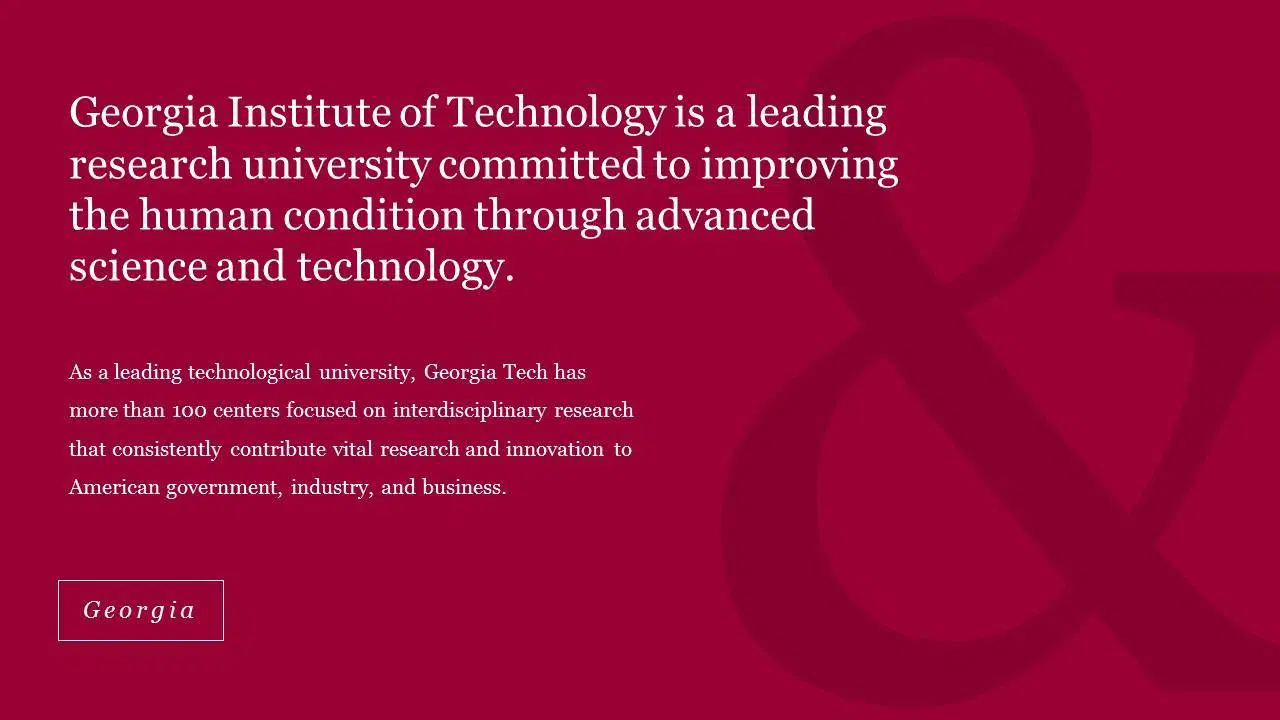 Georgia Institute of Technology is a leading
research university committed to improving
the human condition through advanced
science and technology.
As a leading technological university, Georgia Tech has
more than 100 centers focused on interdisciplinary research
that consistently contribute vital research and innovation to
American government, industry, and business.
Georgia
&